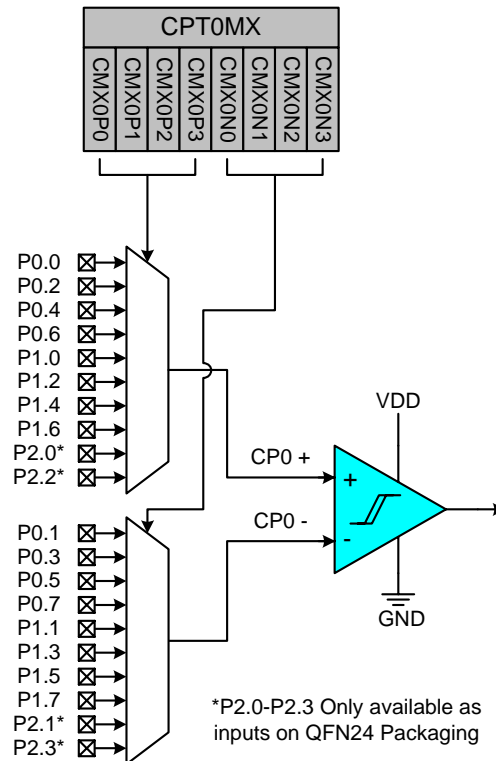 CPT0MX
CMX0P0
CMX0P1
CMX0P2
CMX0P3
CMX0N0
CMX0N1
CMX0N2
CMX0N3
P0.0
P0.2
P0.4
P0.6
P1.0
P1.2
P1.4
P1.6
P2.0*
P2.2*
VDD
CP0 +
+
CP0 -
-
GND
P0.1
P0.3
P0.5
P0.7
P1.1
P1.3
P1.5
P1.7
P2.1*
P2.3*
*P2.0-P2.3 Only available as
inputs on QFN24 Packaging